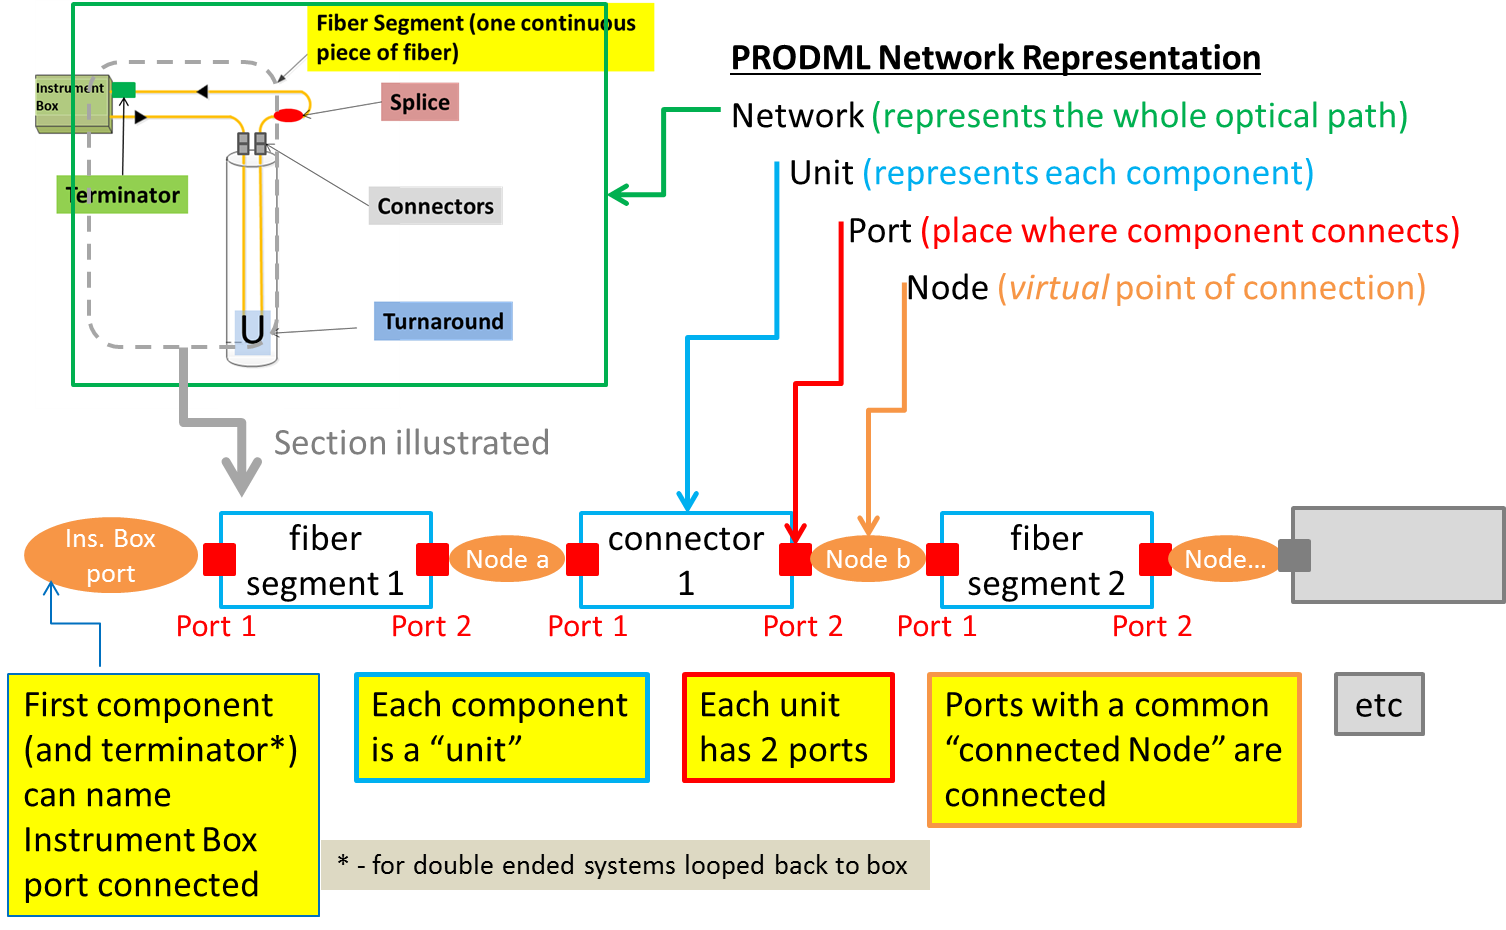 Fiber Segment (one continuous
piece of fiber)
Instrument
Box
Splice
Terminator
Connectors
Turnaround
U
PRODML Network Representation
Network (represents the whole optical path)
Unit (represents each component)
Port (place where component connects)
Node (virtual point of connection)
Section illustrated
Ins. Box
port
fiber
segment 1
Node a
connector
1
Node b
fiber
segment 2
Node...
Port 1
Port 2
Port 1
Port 2
Port 1
Port 2
First component
(and terminator*)
can name
Instrument Box
port connected
Each component
is a “unit”
Each unit
has 2 ports
Ports with a common
“connected Node” are
connected
etc
* - for double ended systems looped back to box